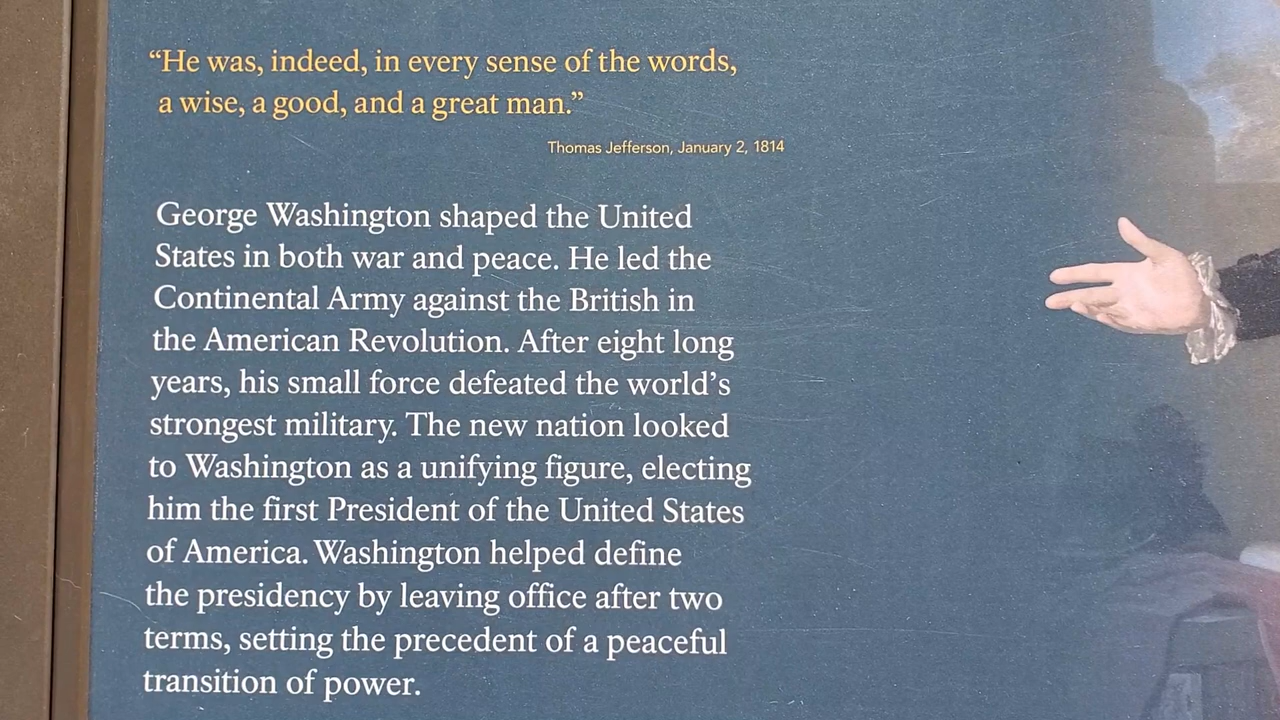 “He was, indeed, in every sense of the words,
a wise, a good, and a great man.”
Thomas Jefferson, January 2, 1814
George Washington shaped the United
States in both war and peace. He led the
Continental Army against the British in
the American Revolution. After eight long
years, his small force defeated the world’s
strongest military. The new nation looked
to Washington as a unifying figure, electing
him the first President of the United States
of America. Washington helped define
the presidency by leaving office after two
terms, setting the precedent of a peaceful
transition of power.